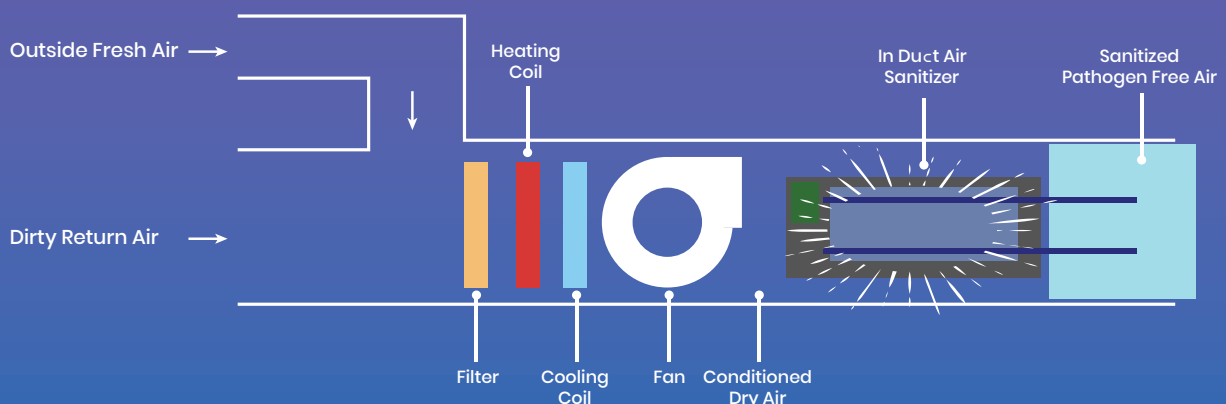 Outside Fresh Air
Heating
Coil
In Duct Air
Sanitizer
Sanitized
Pathogen Free Air
Dirty Return Air
Filter
Cooling
Coil
Fan
Conditioned
Dry Air